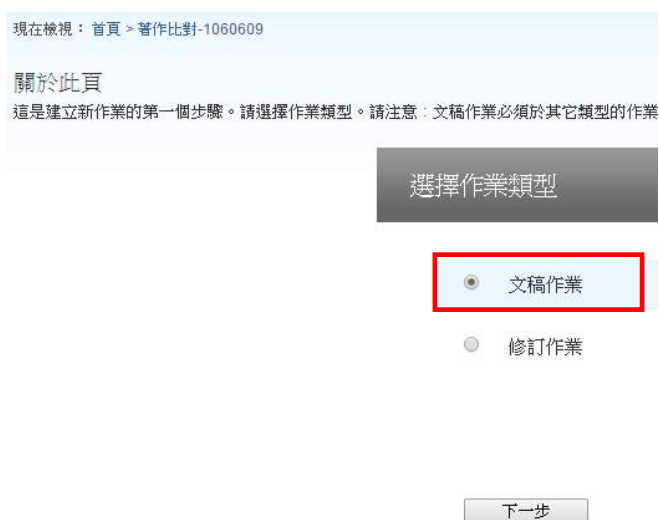 現在檢視：首頁 > 著作比對-1060609
關於此頁
這是建立新作業的第一個步驟。請選擇作業類型。請注意：文稿作業必須於其它類型的作業
選擇作業類型
文稿作業
修訂作業
下一步